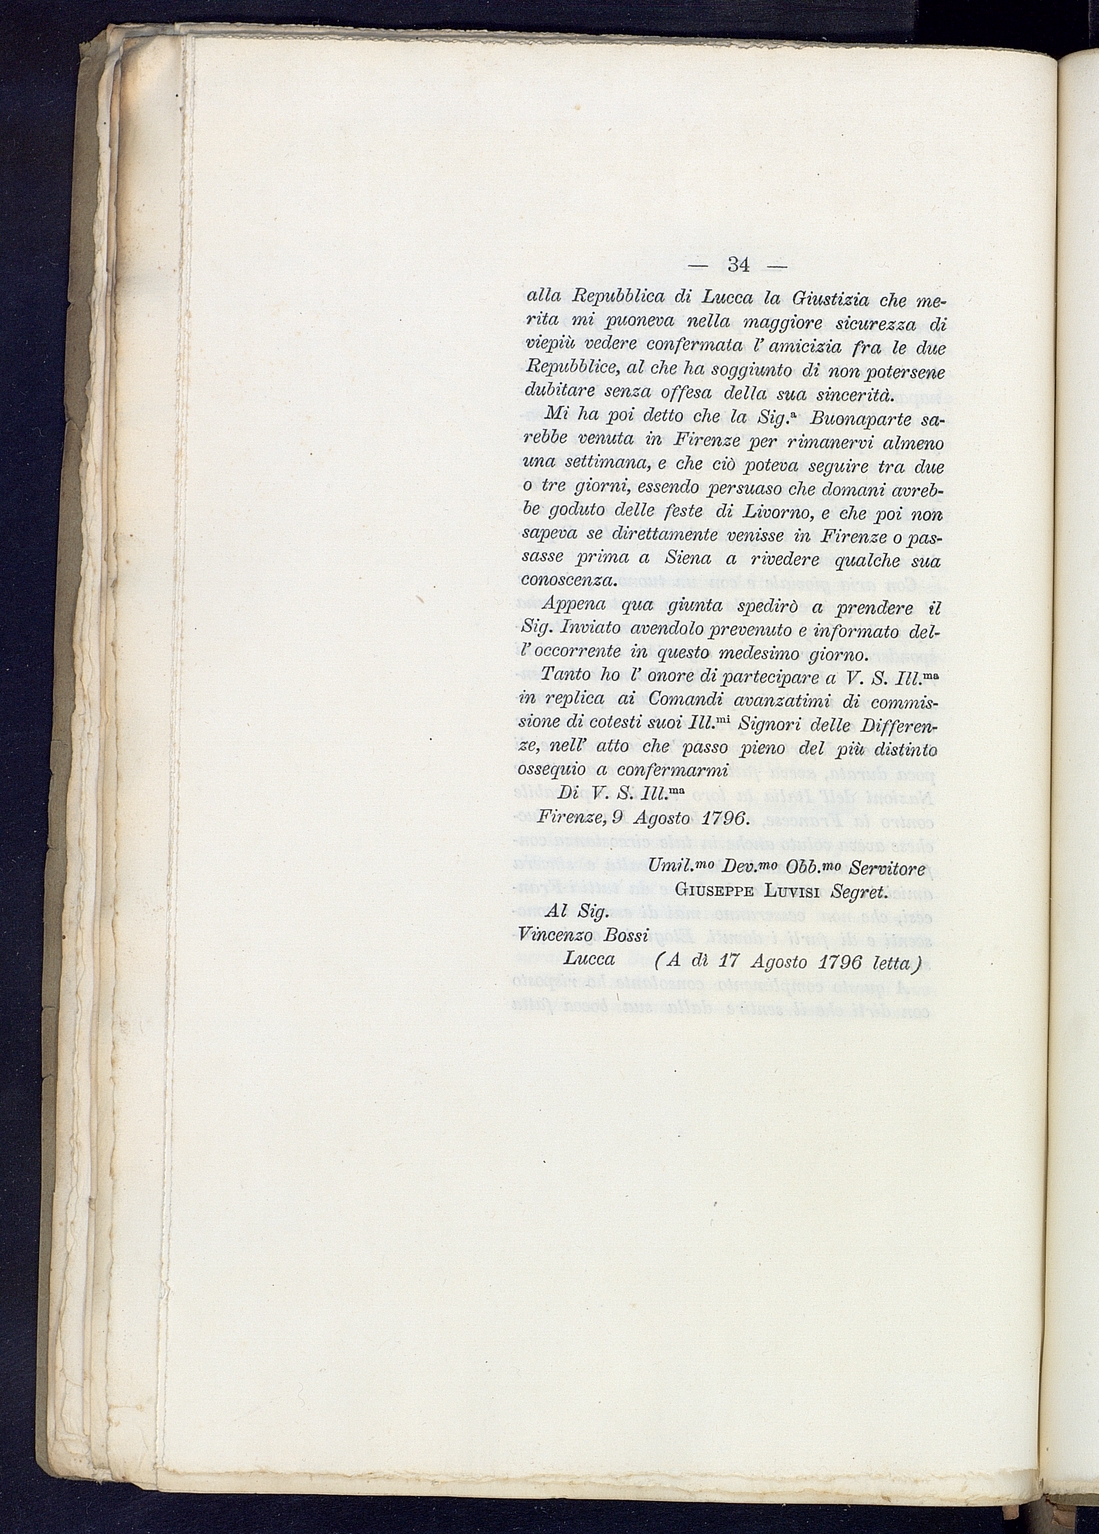 — 34 —
alla Repubblica di Lucca la Giustizia che me-
rita mi puoneva nella maggiore sicurezza di
viepiù vedere confermata l' amicizia fra le due
Repubblice, al che ha soggiunto di non potersene
dubitare senza offesa della sua sincerità.
Mi ha poi detto che la Sig.ª Buonaparte sa-
rebbe venuta in Firenze per rimanervi almeno
una settimana, e che ciò poteva seguire tra due
o tre giorni, essendo persuaso che domani avreb-
be goduto delle feste di Livorno, e che poi non
sapeva se direttamente venisse in Firenze o pas-
sasse prima a Siena a rivedere qualche sua
conoscenza.
Appena qua giunta spedirò a prendere il
Sig. Inviato avendolo prevenuto e informato del-
l' occorrente in questo medesimo giorno.
Tanto ho l' onore di partecipare a V. S. Ill.ᵐᵃ
in replica ai Comandi avanzatimi di commis-
sione di cotesti suoi Ill.ᵐⁱ Signori delle Differen-
ze, nell' atto che passo pieno del più distinto
ossequio a confermarmi
Di V. S. Ill.ᵐᵃ
Firenze, 9 Agosto 1796.
Umil.ᵐᵒ Dev.ᵐᵒ Obb.ᵐᵒ Servitore
GIUSEPPE LUVISI Segret.
Al Sig.
Vincenzo Bossi
Lucca (A dì 17 Agosto 1796 letta)